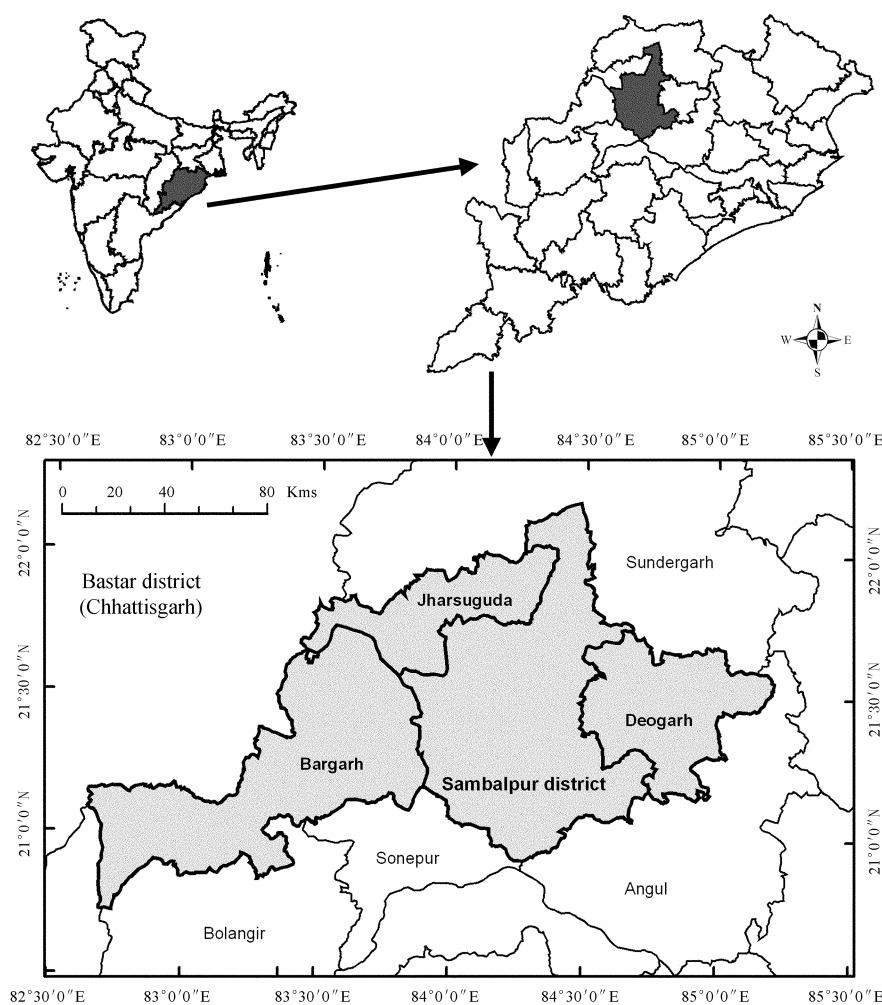 N
W E
S
82°30′0″E 83°0′0″E 83°30′0″E 84°0′0″E 84°30′0″E 85°0′0″E 85°30′0″E
0 20 40 60 80 Kms
22°0′0″N
22°0′0″N
Sundergarh
Bastar district
(Chhattisgarh)
Jharsuguda
21°30′0″N
21°30′0″N
Deogarh
Bargarh
Sambalpur district
21°0′0″N
21°0′0″N
Sonepur
Angul
Bolangir
82°30′0″E 83°0′0″E 83°30′0″E 84°0′0″E 84°30′0″E 85°0′0″E 85°30′0″E